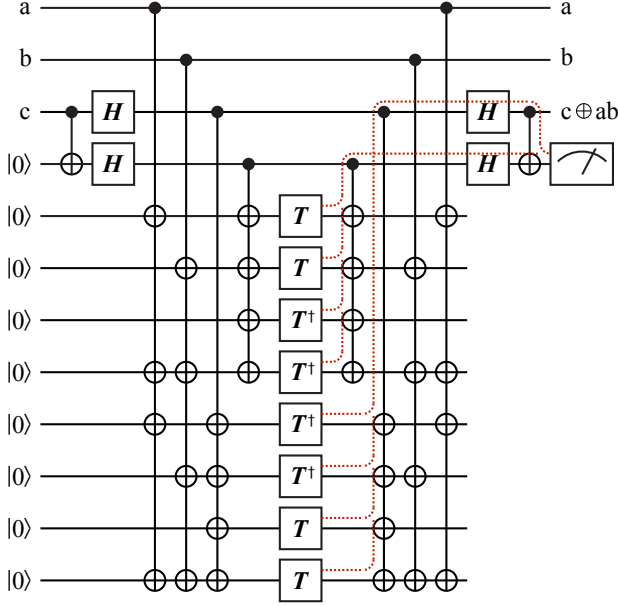 a a
b b
c H H c ⊕ ab
|0⟩ H H
|0⟩ T
|0⟩ T
|0⟩ T†
|0⟩ T†
|0⟩ T†
|0⟩ T†
|0⟩ T
|0⟩ T